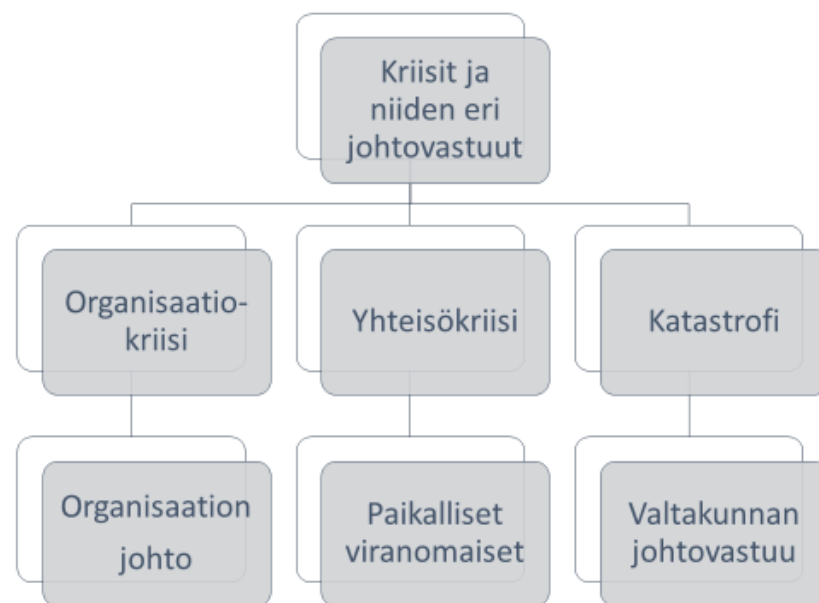 Kriisit ja
niiden eri
johtovastuut
Organisaatio-
kriisi
Yhteisökriisi
Katastrofi
Organisaation
johto
Paikalliset
viranomaiset
Valtakunnan
johtovastuu